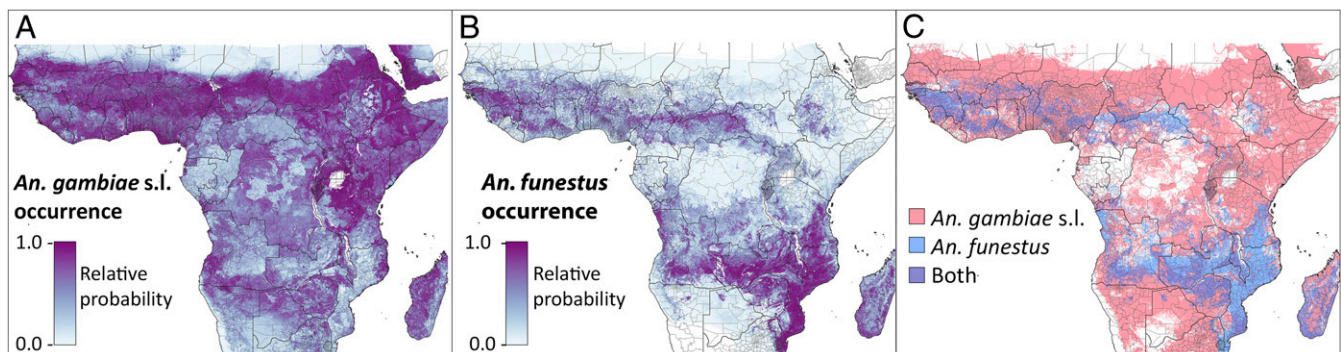 A
An. gambiae s.l.
occurrence
1.0
Relative
probability
0.0
B
An. funestus
occurrence
1.0
Relative
probability
0.0
C
An. gambiae s.l.
An. funestus
Both